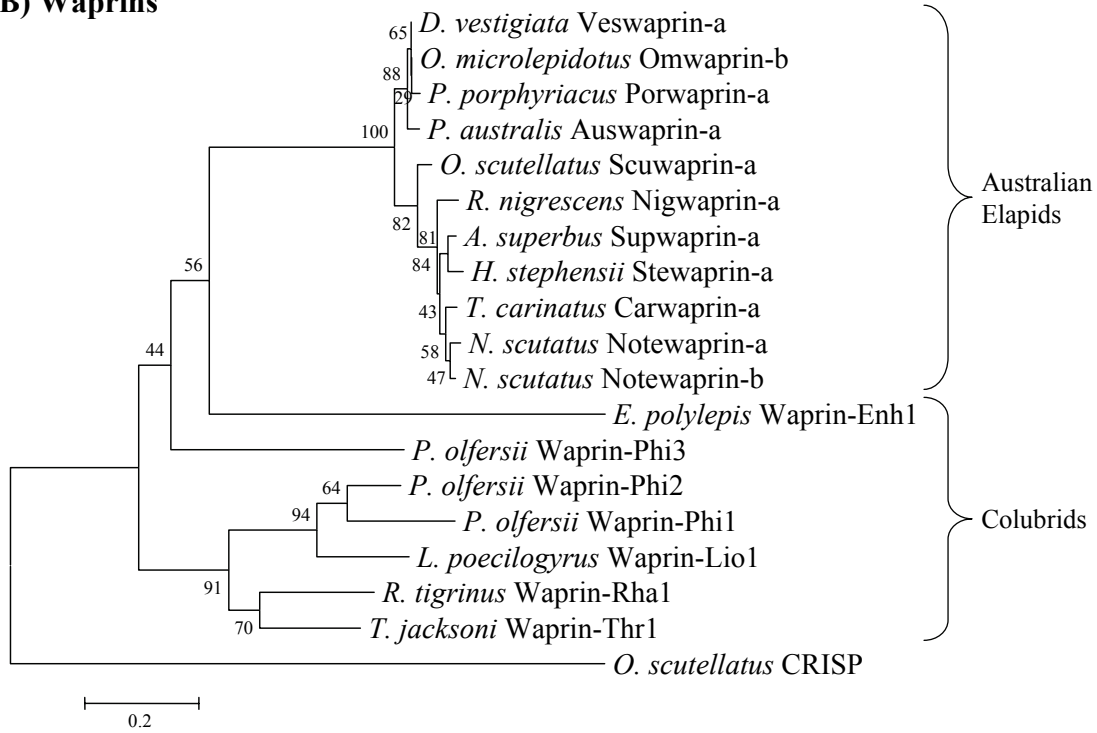 B) Waprins
65
D. vestigiata Veswaprin-a
O. microlepidotus Omwaprin-b
88
29
P. porphyriacus Porwaprin-a
P. australis Auswaprin-a
100
O. scutellatus Scuwaprin-a
Australian
Elapids
R. nigrescens Nigwaprin-a
82
81
A. superbus Supwaprin-a
84
H. stephensii Stewaprin-a
56
T. carinatus Carwaprin-a
43
N. scutatus Notewaprin-a
44
58
N. scutatus Notewaprin-b
47
E. polylepis Waprin-Enh1
P. olfersii Waprin-Phi3
64
P. olfersii Waprin-Phi2
94
P. olfersii Waprin-Phi1
Colubrids
L. poecilogyrus Waprin-Lio1
91
R. tigrinus Waprin-Rha1
70
T. jacksoni Waprin-Thr1
O. scutellatus CRISP
0.2